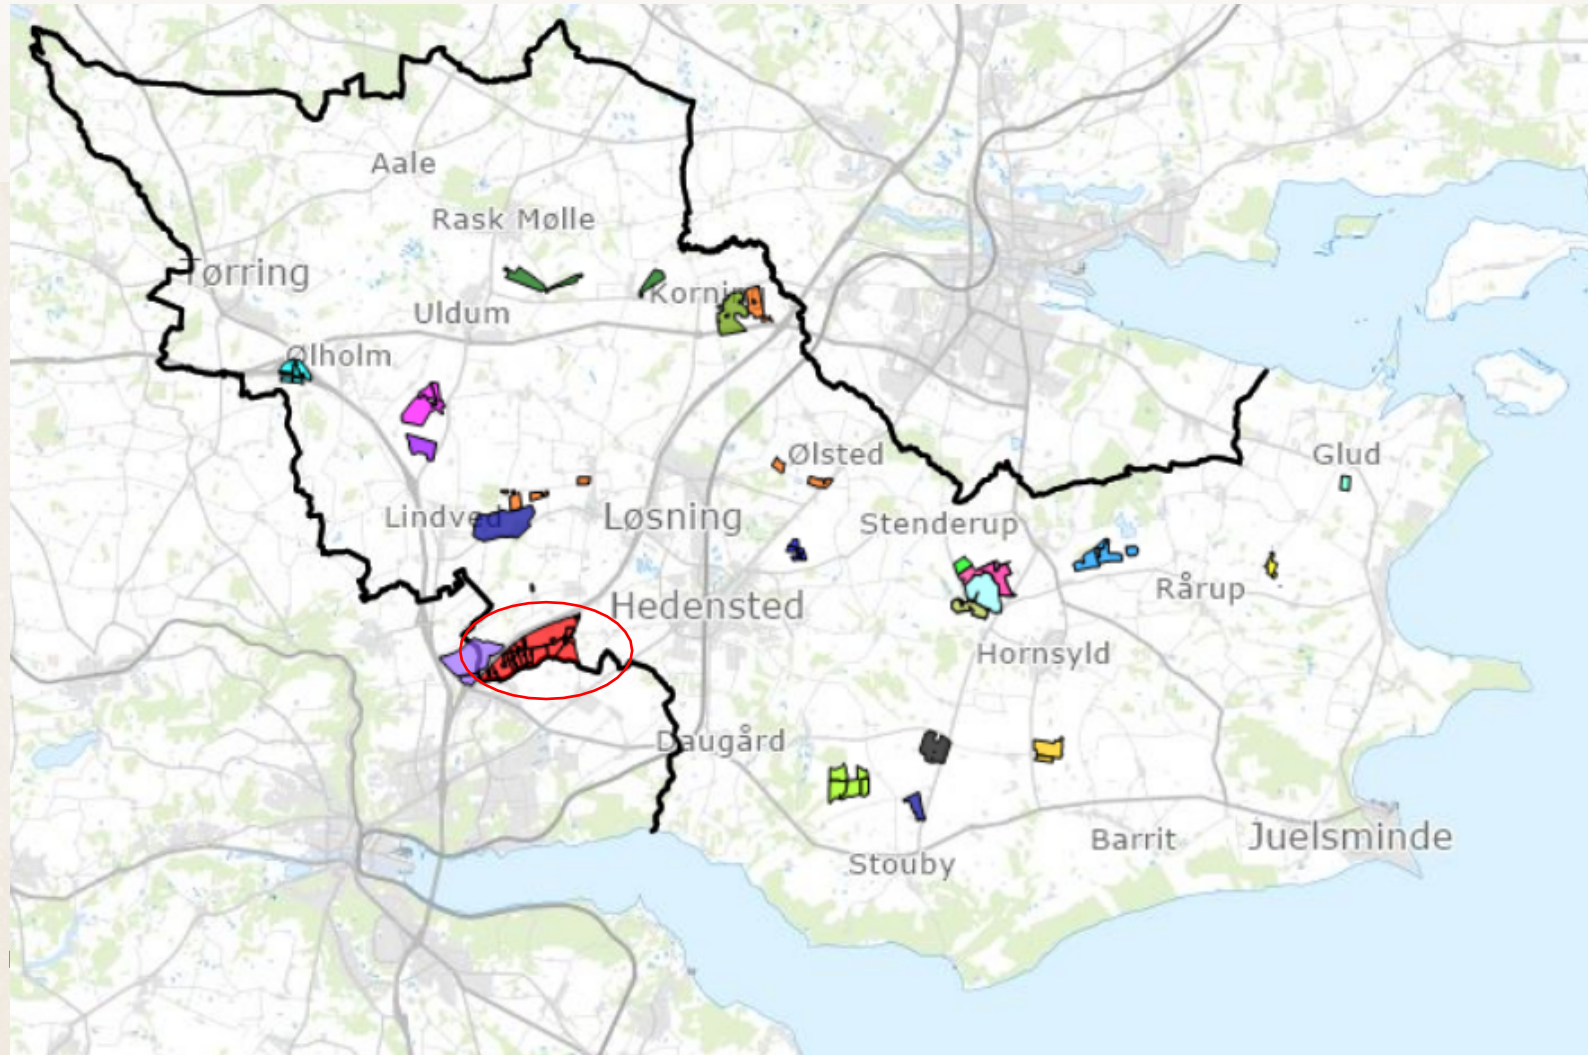 Aale
Rask Mølle
Tørring
Korning
Uldum
Ølholm
Ølsted
Glud
Lindved
Løsning
Stenderup
Rårup
Hedensted
Hornsyld
Daugård
Barrit
Juelsminde
Stouby